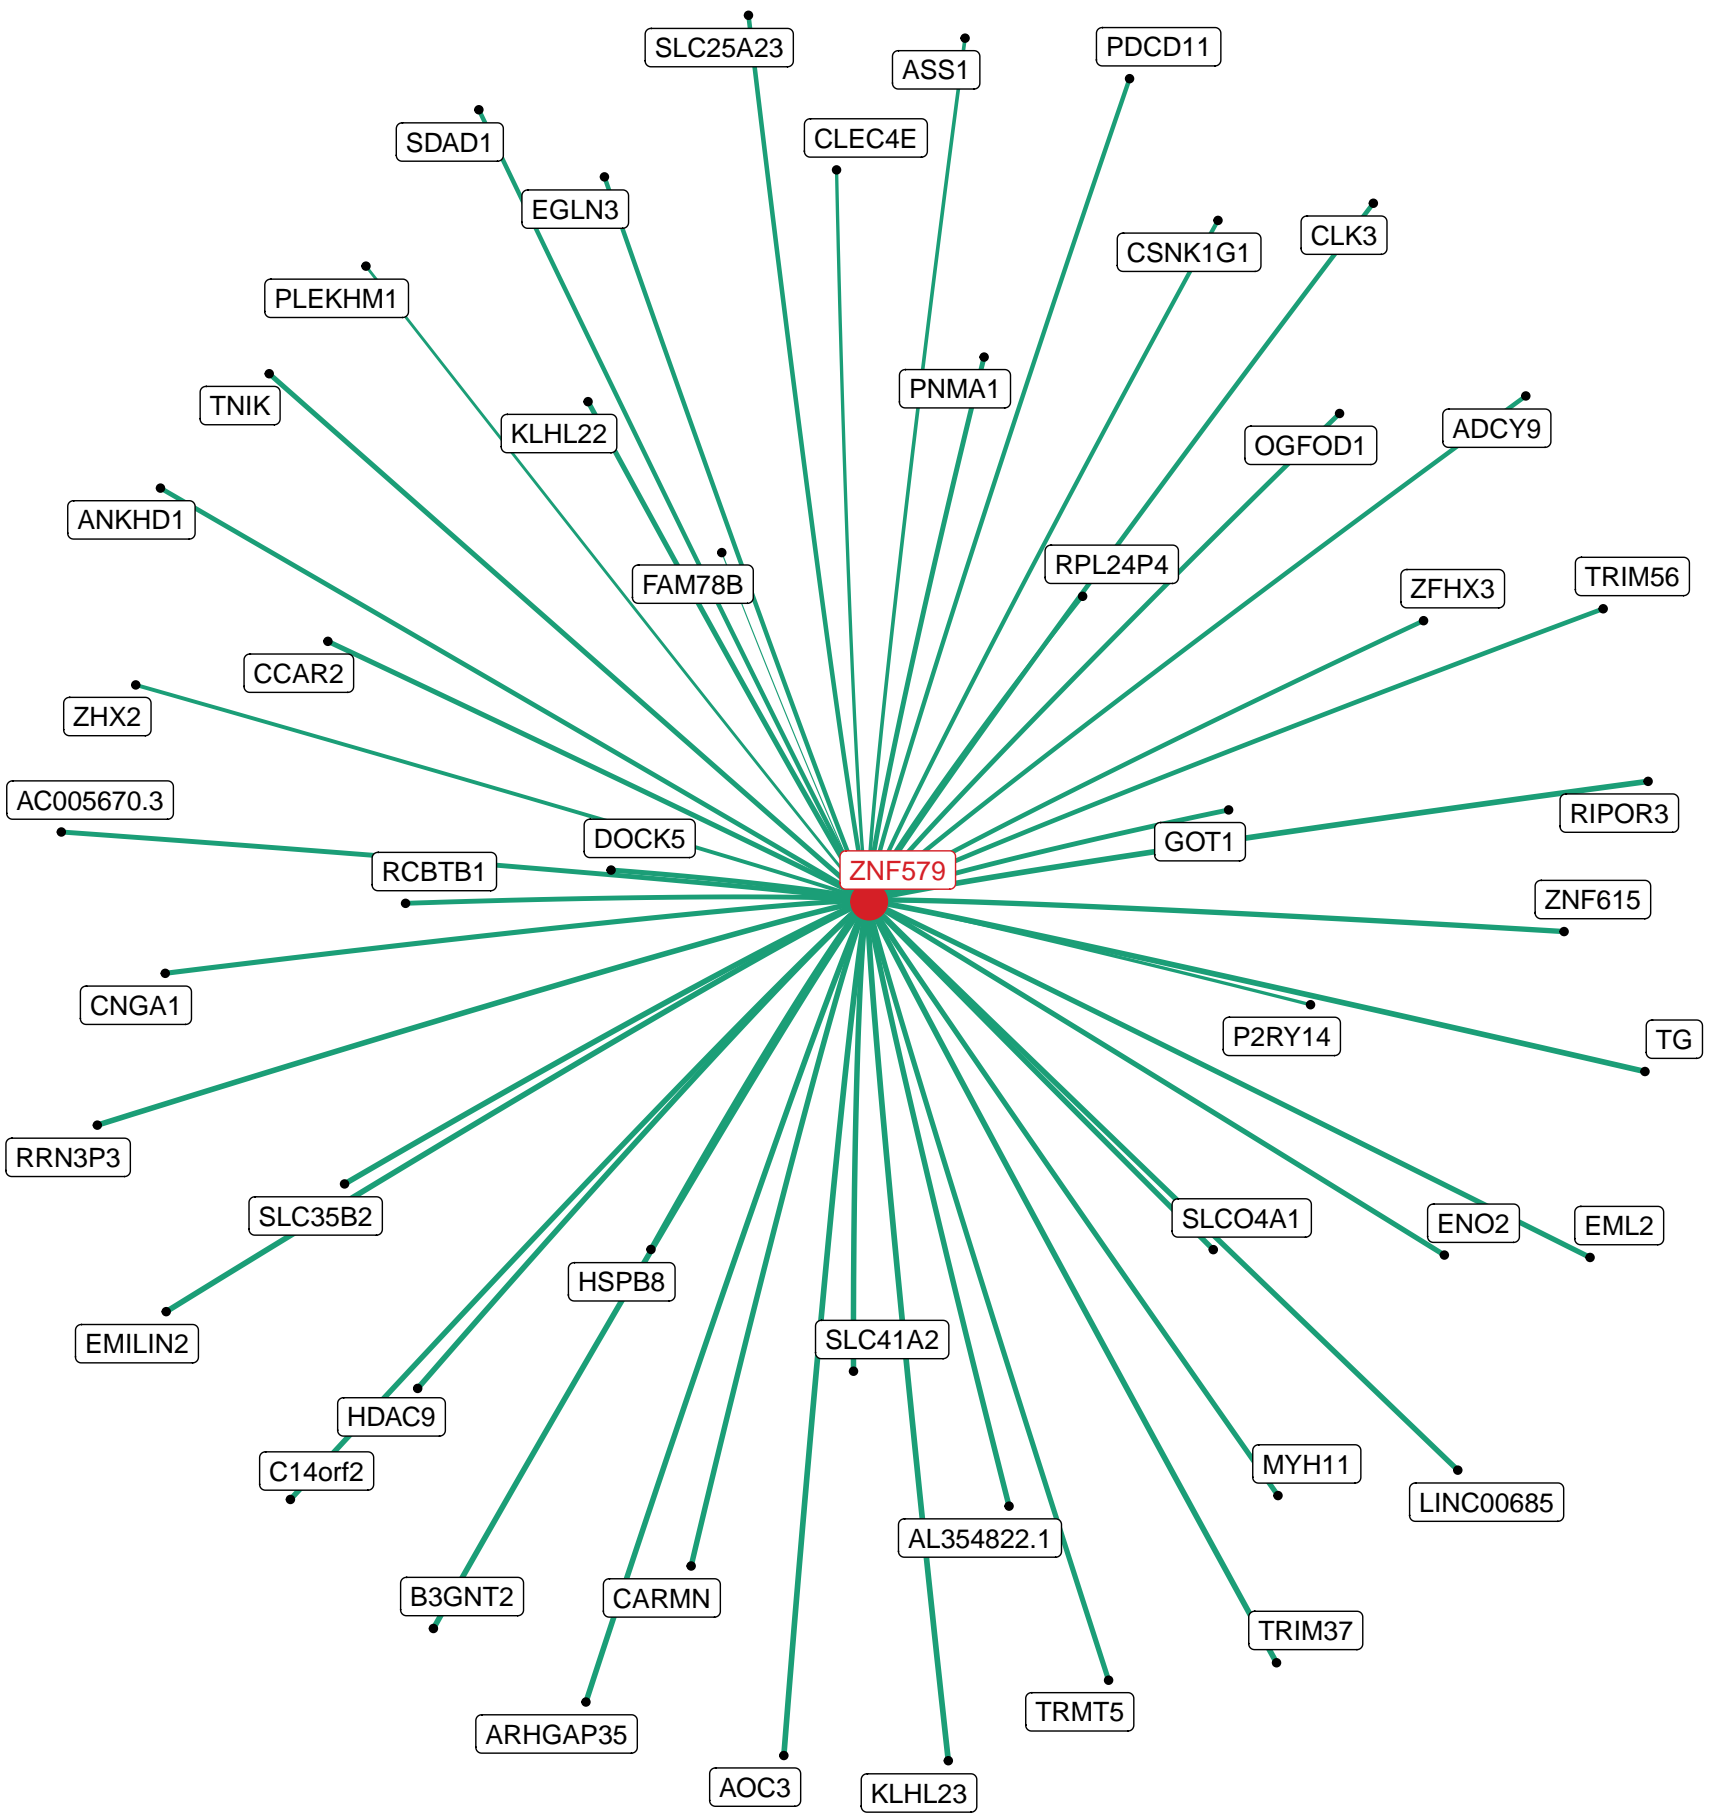 SLC25A23
PDCD11
ASS1
CLEC4E
SDAD1
EGLN3
CLK3
CSNK1G1
PLEKHM1
PNMA1
TNIK
ADCY9
KLHL22
OGFOD1
ANKHD1
RPL24P4
TRIM56
FAM78B
ZFHX3
CCAR2
ZHX2
AC005670.3
RIPOR3
DOCK5
GOT1
ZNF579
RCBTB1
ZNF615
CNGA1
P2RY14
TG
RRN3P3
SLC35B2
SLCO4A1
ENO2
EML2
HSPB8
SLC41A2
EMILIN2
HDAC9
MYH11
C14orf2
LINC00685
AL354822.1
B3GNT2
CARMN
TRIM37
TRMT5
ARHGAP35
AOC3
KLHL23